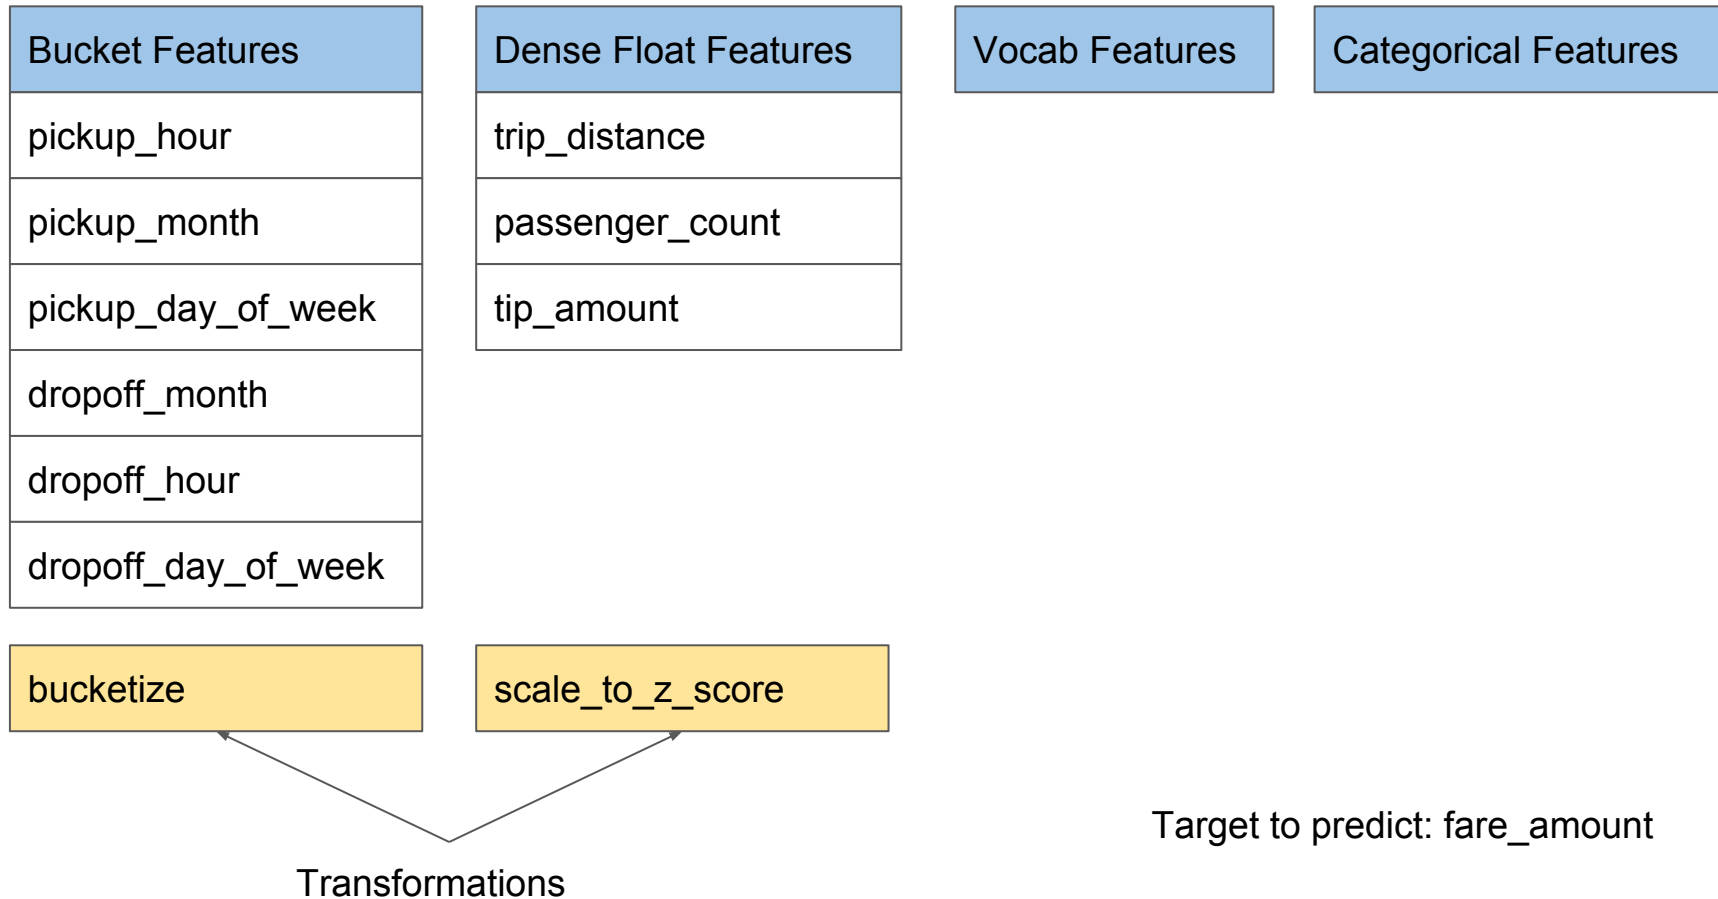 Bucket Features
pickup_hour
pickup_month
pickup_day_of_week
dropoff_month
dropoff_hour
dropoff_day_of_week
bucketize
Dense Float Features
trip_distance
passenger_count
tip_amount
scale_to_z_score
Vocab Features
Categorical Features
Transformations
Target to predict: fare_amount